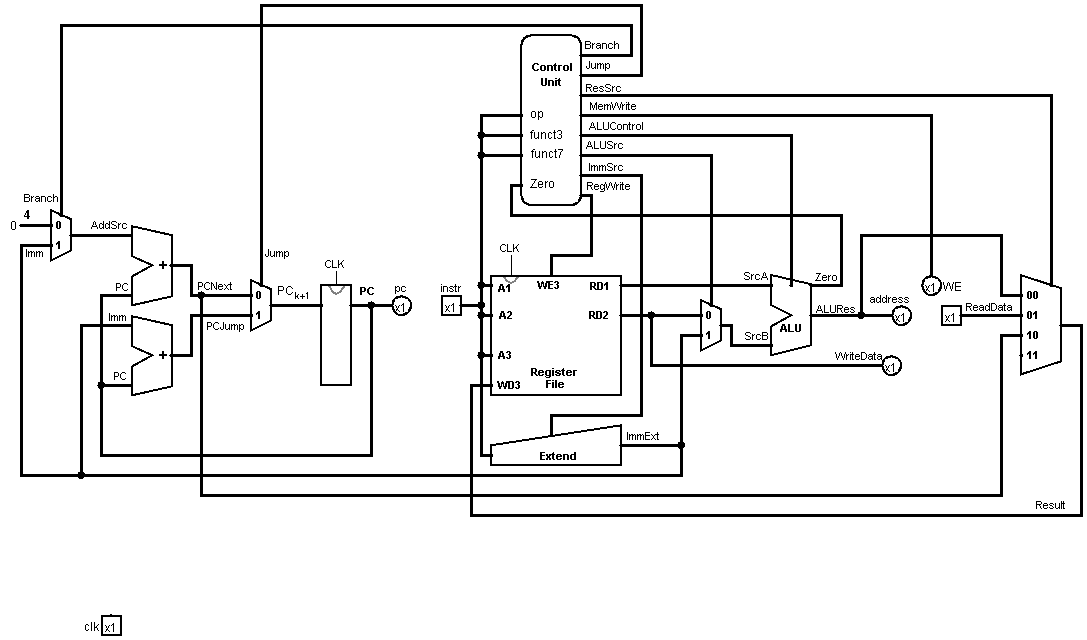 Branch
Control
Unit
Jump
ResSrc
MemWrite
op
ALUControl
funct3
ALUSrc
funct7
ImmSrc
Zero
RegWrite
Branch
4
0
0
AddSrc
1
Imm
+
PC
PCNext
Imm
PCJump
+
PC
Jump
0
1
PC k+1
CLK
PC
pc
x1
instr
x1
CLK
A1
WE3
RD1
A2
RD2
A3
Register
File
WD3
Extend
ImmExt
0
1
SrcA
SrcB
ALU
Zero
ALURes
address
x1
WriteData
x1
x1
WE
x1
ReadData
00
01
10
11
Result
clk
x1